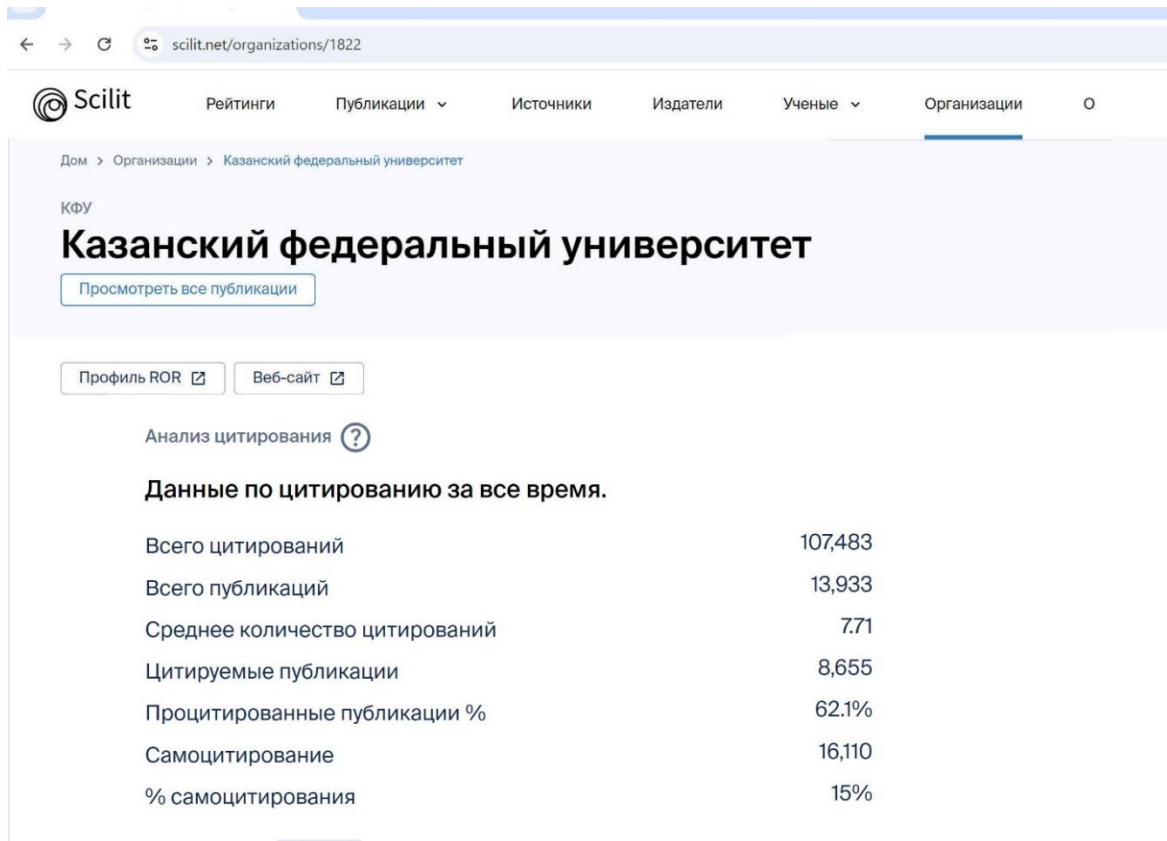 scilit.net/organizations/1822
Scilit Рейтинги Публикации Источники Издатели Ученые Организации О
Дом > Организации > Казанский федеральный университет
КФУ
Казанский федеральный университет
Просмотреть все публикации
Профиль ROR Веб-сайт
Анализ цитирования ?
Данные по цитированию за все время.
Всего цитирований 107,483
Всего публикаций 13,933
Среднее количество цитирований 7.71
Цитируемые публикации 8,655
Процитированные публикации % 62.1%
Самоцитирование 16,110
% самоцитирования 15%